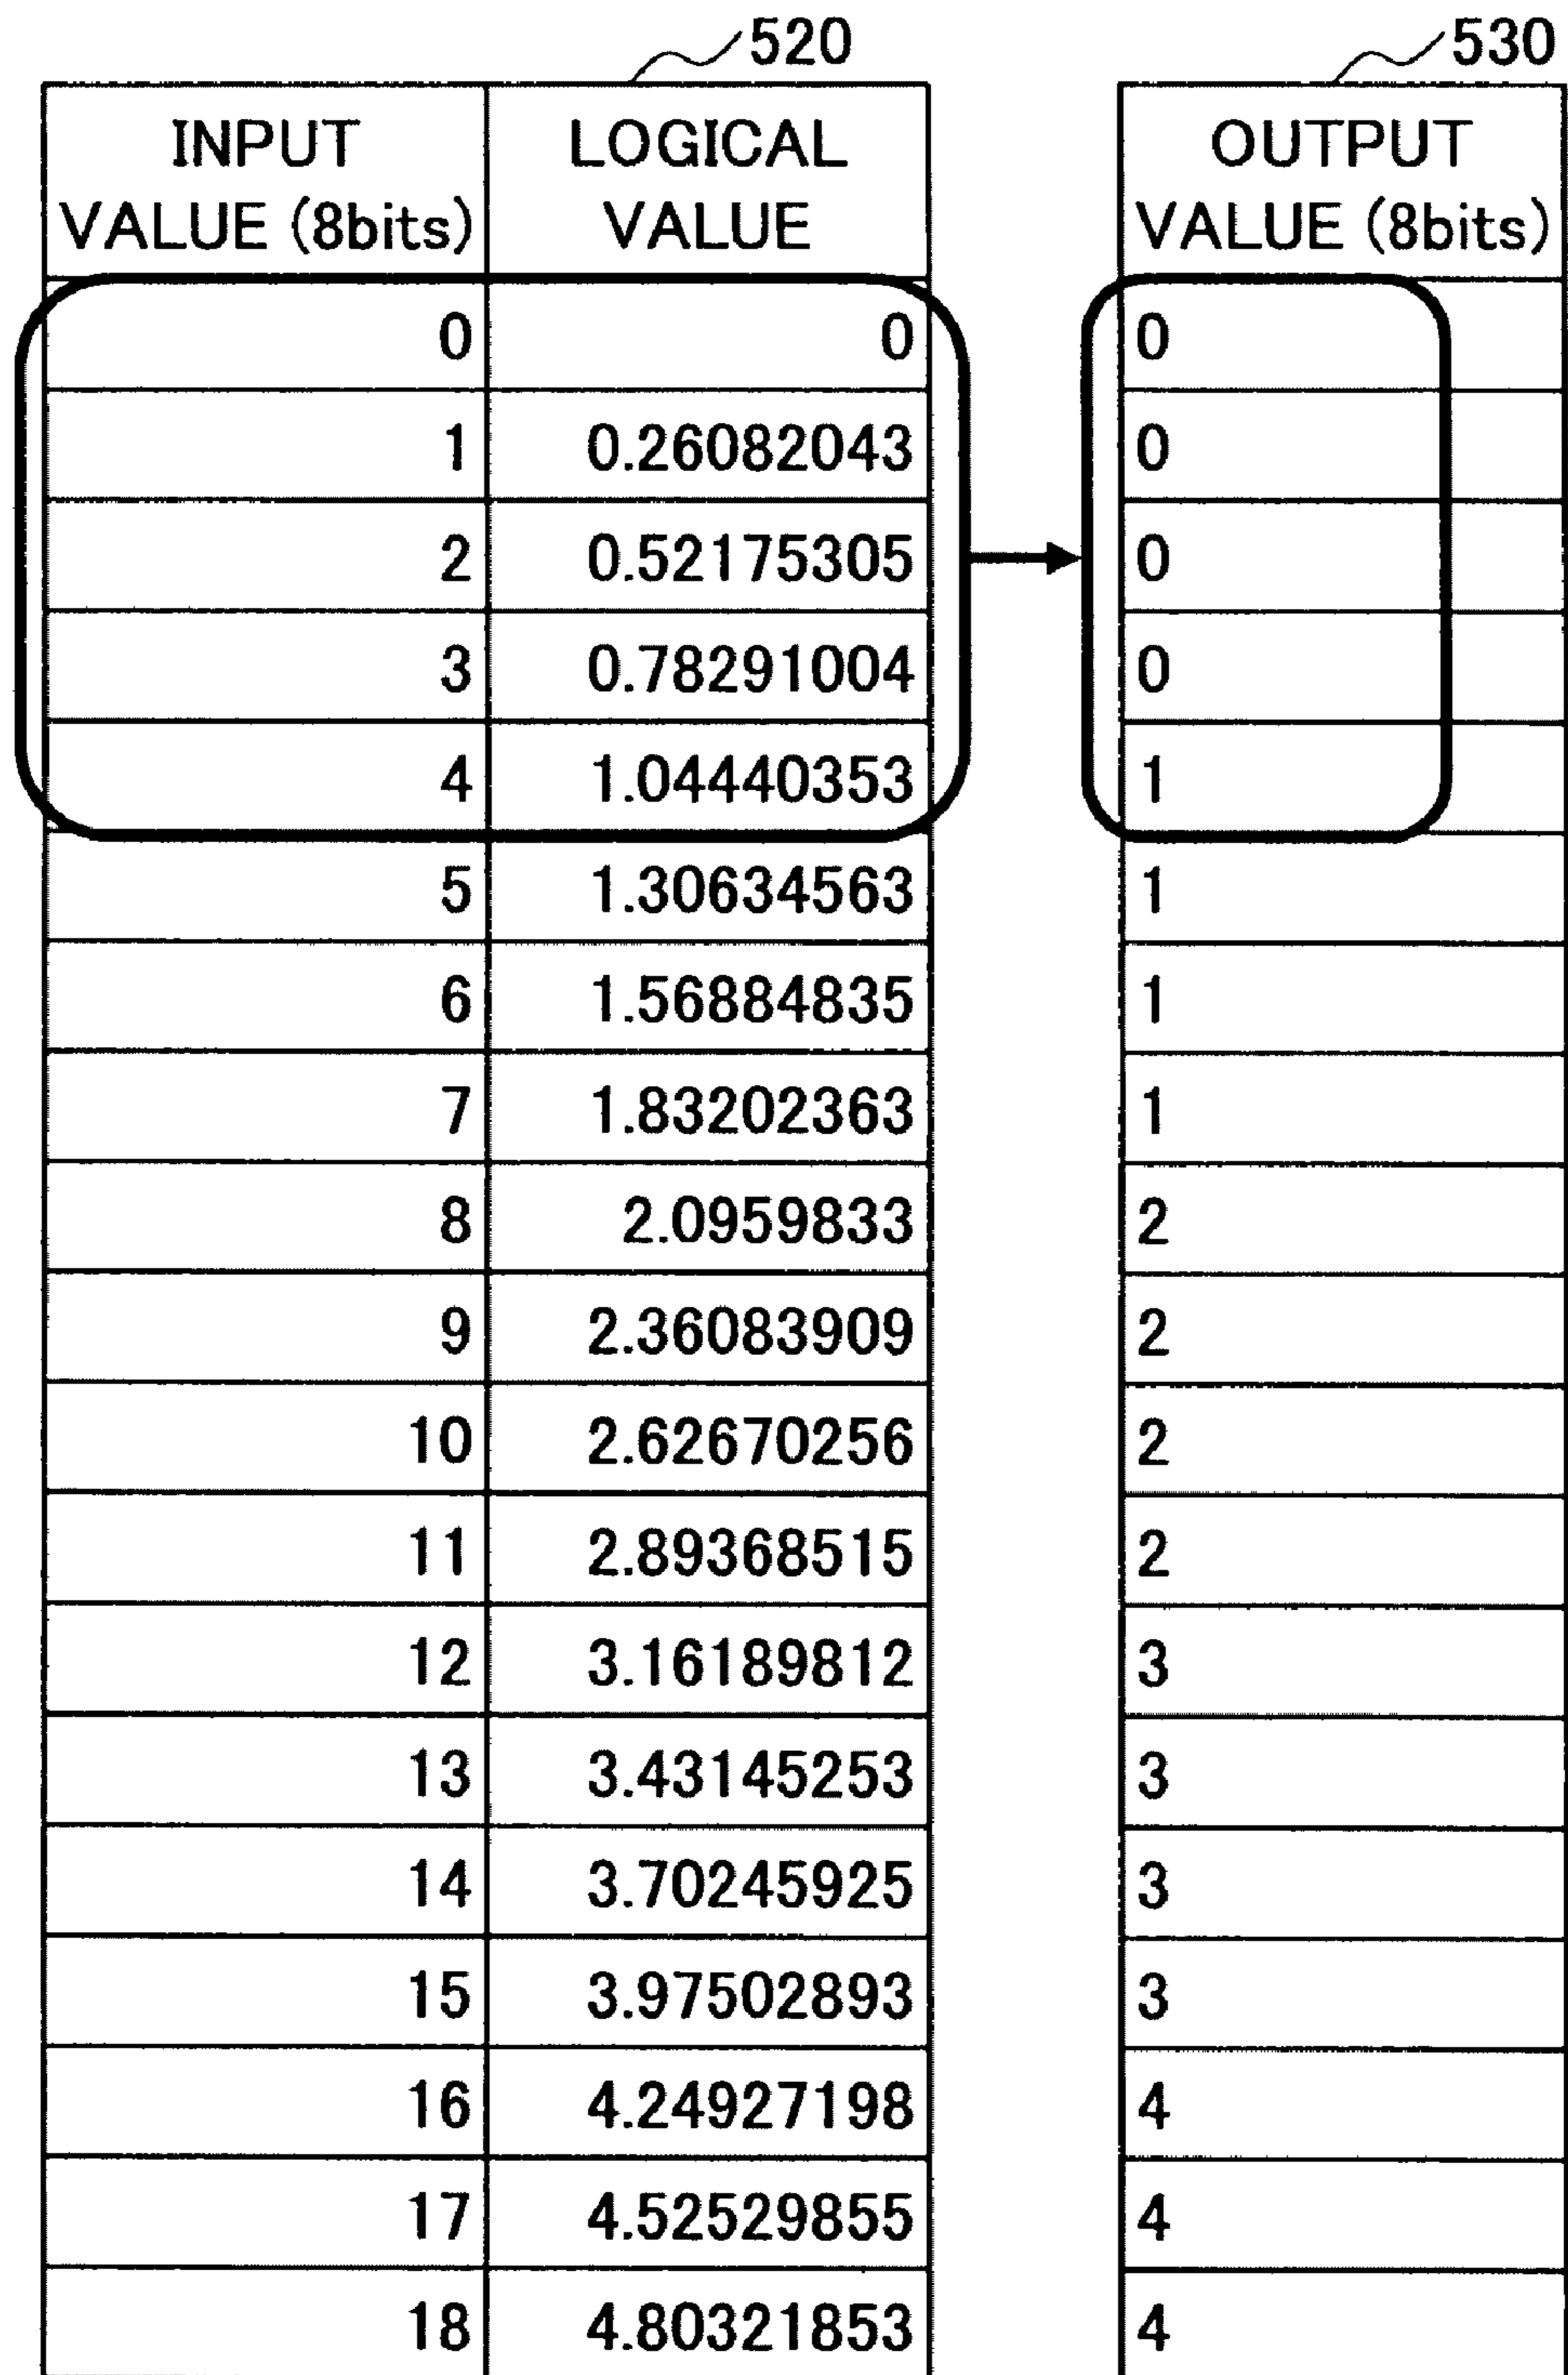 520 530
INPUT LOGICAL OUTPUT
VALUE (8bits) VALUE VALUE (8bits)
0 0 0
1 0.26082043 0
2 0.52175305 0
3 0.78291004 0
4 1.04440353 1
5 1.30634563 1
6 1.56884835 1
7 1.83202363 1
8 2.0959833 2
9 2.36083909 2
10 2.62670256 2
11 2.89368515 2
12 3.16189812 3
13 3.43145253 3
14 3.70245925 3
15 3.97502893 3
16 4.24927198 4
17 4.52529855 4
18 4.80321853 4